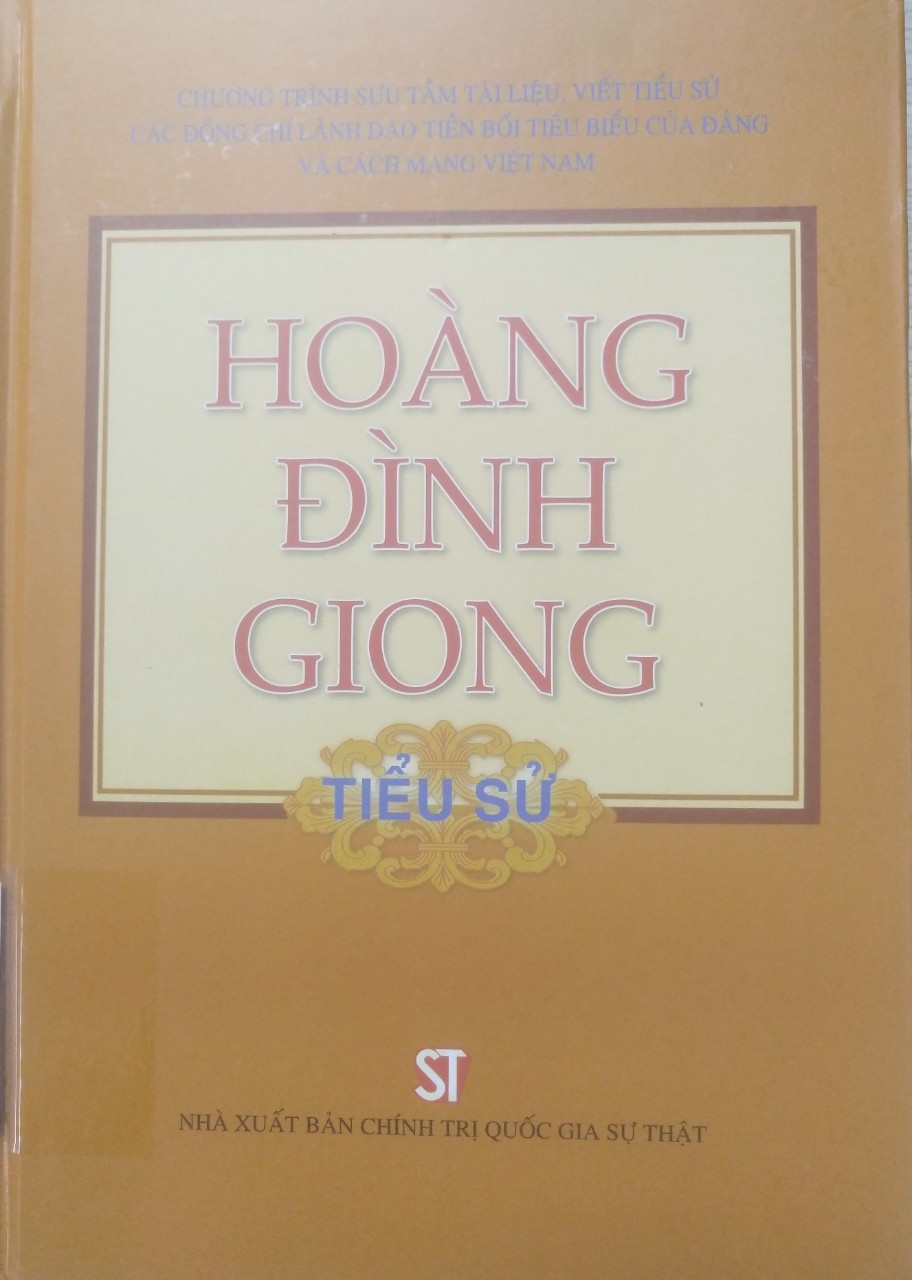 CHƯƠNG TRÌNH SƯU TẦM TÀI LIỆU, VIẾT TIỂU SỬ
CÁC ĐỒNG CHÍ LÃNH ĐẠO TIỀN BỐI TIÊU BIỂU CỦA ĐẢNG
VÀ CÁCH MẠNG VIỆT NAM
HOÀNG
ĐÌNH
GIONG
TIỂU SỬ
ST
NHÀ XUẤT BẢN CHÍNH TRỊ QUỐC GIA SỰ THẬT